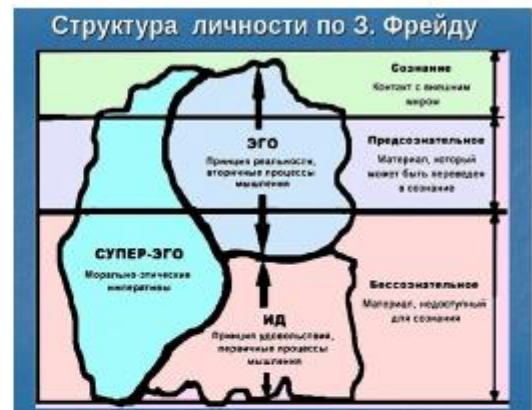 Структура личности по З. Фрейду
Сознание
Контакт с внешним
миром
ЭГО
Принцип реальности,
вторичные процессы
мышления
Предсознательное
Материал, который
может быть переведен
в сознание
СУПЕР-ЭГО
Морально-этические
императивы
ИД
Принцип удовольствия,
первичные процессы
мышления
Бессознательное
Материал, недоступный
для сознания